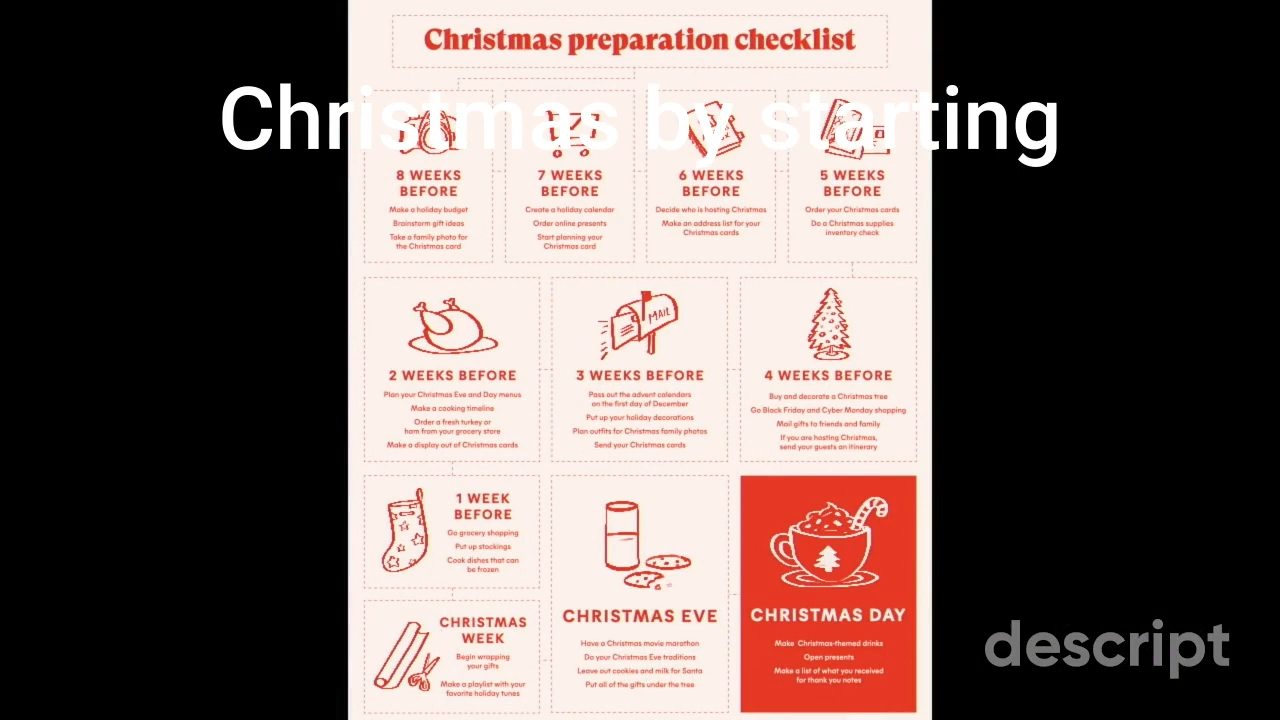 Christmas preparation checklist
Christmas by starting
8 WEEKS
BEFORE
Make a holiday budget
Brainstorm gift ideas
Take a family photo for
the Christmas card
7 WEEKS
BEFORE
Create a holiday calendar
Order online presents
Start planning your
Christmas card
6 WEEKS
BEFORE
Decide who is hosting Christmas
Make an address list for your
Christmas cards
5 WEEKS
BEFORE
Order your Christmas cards
Do a Christmas supplies
inventory check
2 WEEKS BEFORE
Plan your Christmas Eve and Day menus
Make a cooking timeline
Order a fresh turkey or
ham from your grocery store
Make a display out of Christmas cards
MAIL
3 WEEKS BEFORE
Pass out the advent calendars
on the first day of December
Put up your holiday decorations
Plan outfits for Christmas family photos
Send your Christmas cards
4 WEEKS BEFORE
Buy and decorate a Christmas tree
Go Black Friday and Cyber Monday shopping
Mail gifts to friends and family
If you are hosting Christmas,
send your guests an itinerary
1 WEEK
BEFORE
Go grocery shopping
Put up stockings
Cook dishes that can
be frozen
CHRISTMAS
WEEK
Begin wrapping
your gifts
Make a playlist with your
favorite holiday tunes
CHRISTMAS EVE
Have a Christmas movie marathon
Do your Christmas Eve traditions
Leave out cookies and milk for Santa
Put all of the gifts under the tree
CHRISTMAS DAY
Make Christmas-themed drinks
Open presents
Make a list of what you received
for thank you notes
descript